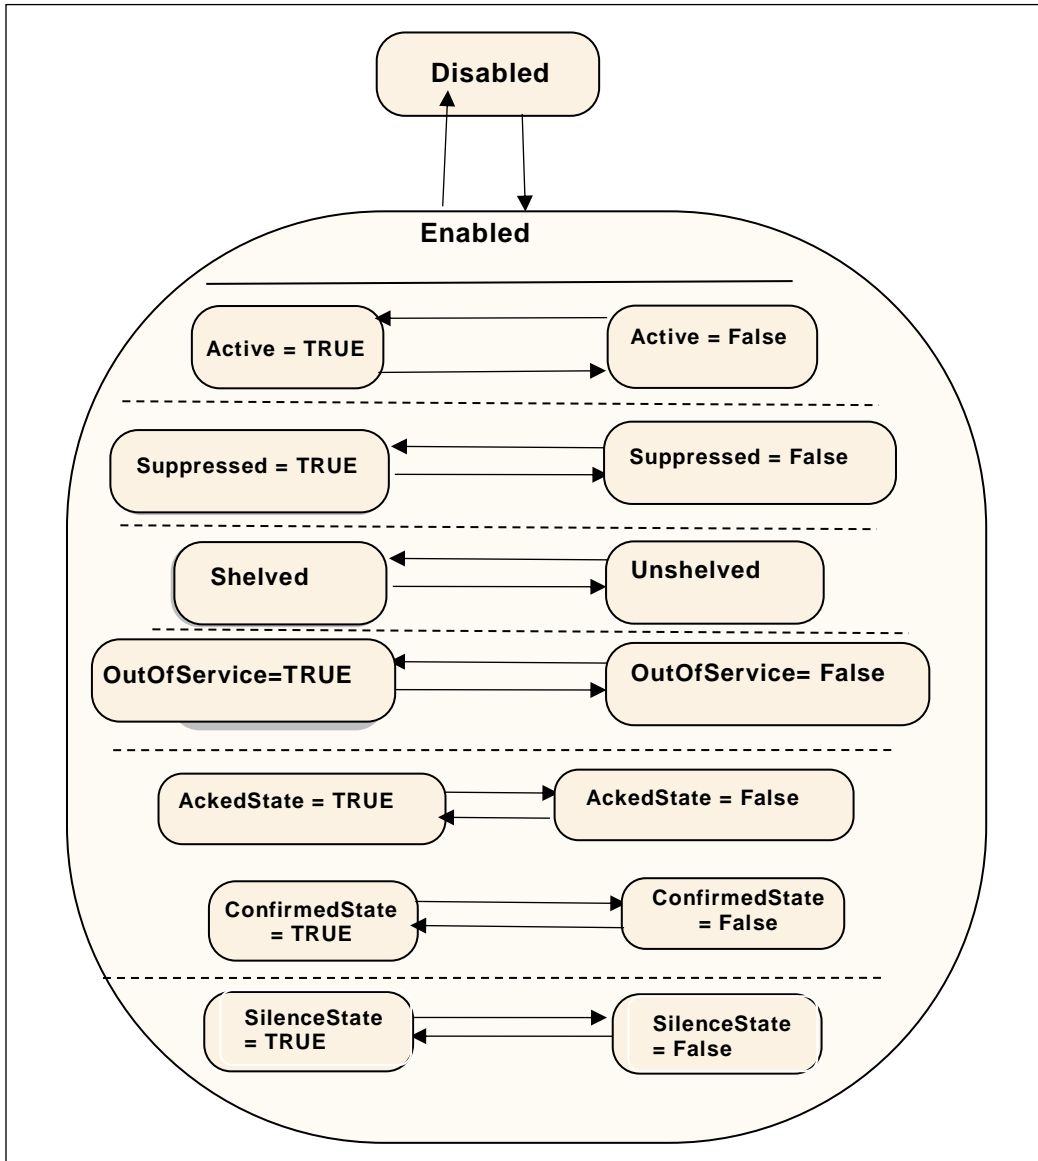 Disabled
Enabled
Active = TRUE
Active = False
Suppressed = TRUE
Suppressed = False
Shelved
Unshelved
OutOfService=TRUE
OutOfService= False
AckedState = TRUE
AckedState = False
ConfirmedState
= TRUE
ConfirmedState
= False
SilenceState
= TRUE
SilenceState
= False